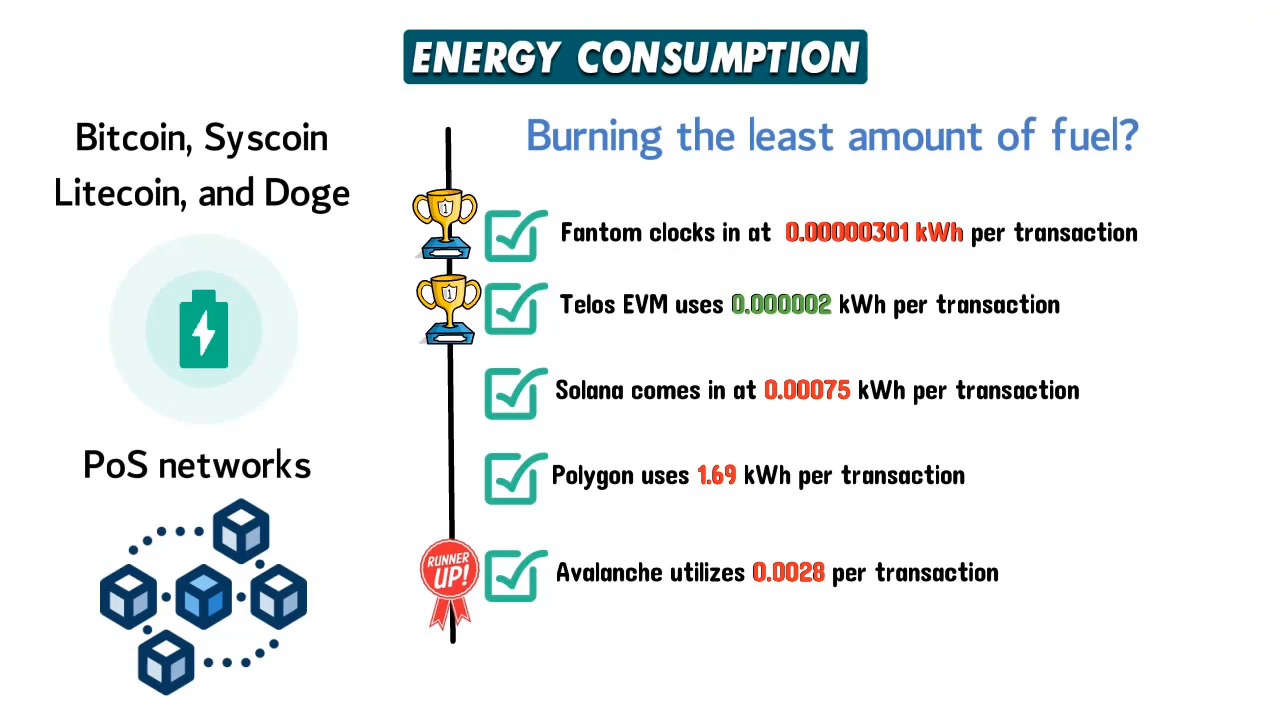 ENERGY CONSUMPTION
Bitcoin, Syscoin
Litecoin, and Doge
PoS networks
Burning the least amount of fuel?
1
Fantom clocks in at 0.00000301 kWh per transaction
1
Telos EVM uses 0.000002 kWh per transaction
Solana comes in at 0.00075 kWh per transaction
Polygon uses 1.69 kWh per transaction
RUNNER
UP!
Avalanche utilizes 0.0028 per transaction